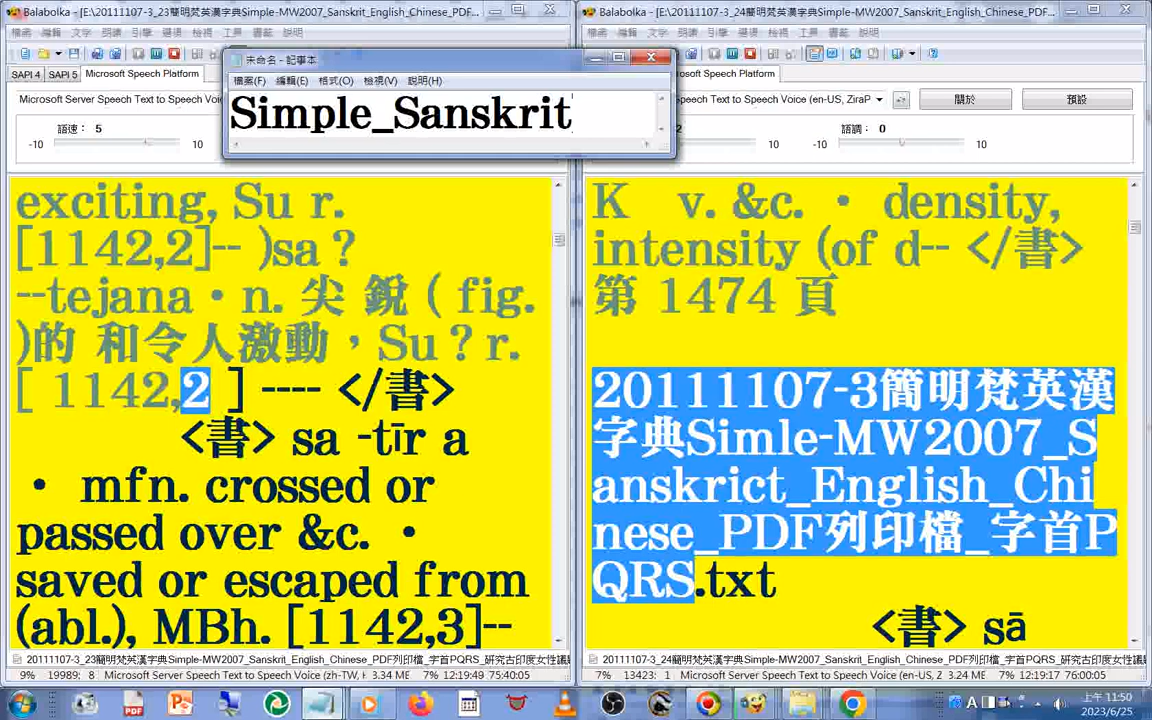 Balabolka - [E:\20111107-3_23簡明梵英漢字典Simple-MW2007_Sanskrit_English_Chinese_PDF...
Balabolka - [E:\20111107-3_24簡明梵英漢字典Simple-MW2007_Sanskrit_English_Chinese_PDF...
未命名 - 記事本
檔案(F) 編輯(E) 格式(O) 檢視(V) 說明(H)
Simple_Sanskrit
SAPI 4 SAPI 5 Microsoft Speech Platform
Microsoft Server Speech Text to Speech Voi
語速： 5
-10 10
Speech Platform
Speech Text to Speech Voice (en-US, ZiraP
關於 預設
2 語調： 0
10 -10 10
exciting, Su r.
[1142,2]-- )sa ?
--tejana • n. 尖 銳 ( fig.
)的 和令人激動，Su ? r.
[ 1142,2 ] ---- </書>
<書> sa -tīr a
• mfn. crossed or
passed over &c. •
saved or escaped from
(abl.), MBh. [1142,3]--
K v. &c. • density,
intensity (of d-- </書>
第 1474 頁
20111107-3簡明梵英漢
字典Simle-MW2007_S
anskrict_English_Chi
nese_PDF列印檔_字首P
QRS.txt
<書> sā
20111107-3_23簡明梵英漢字典Simple-MW2007_Sanskrit_English_Chinese_PDF列印檔_字首PQRS_研究古印度女性議
20111107-3_24簡明梵英漢字典Simple-MW2007_Sanskrit_English_Chinese_PDF列印檔_字首PQRS_研究古印度女性議
9% 19989: 8 Microsoft Server Speech Text to Speech Voice (zh-TW, H 3.34 ME 7% 12:19:49 75:40:05
7% 13423: 1 Microsoft Server Speech Text to Speech Voice (en-US, Z 3.24 ME 7% 12:19:17 76:00:05
上午 11:50
2023/6/25